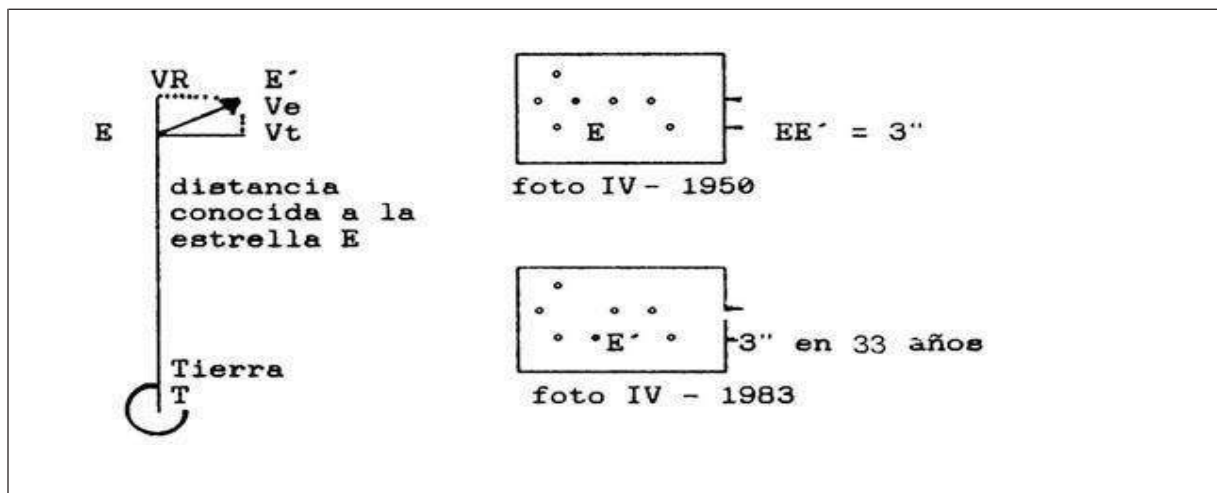 VR E´
Ve
E Vt
distancia
conocida a la
estrella E
Tierra
T
E EE´ = 3"
foto IV - 1950
E´ 3" en 33 años
foto IV - 1983